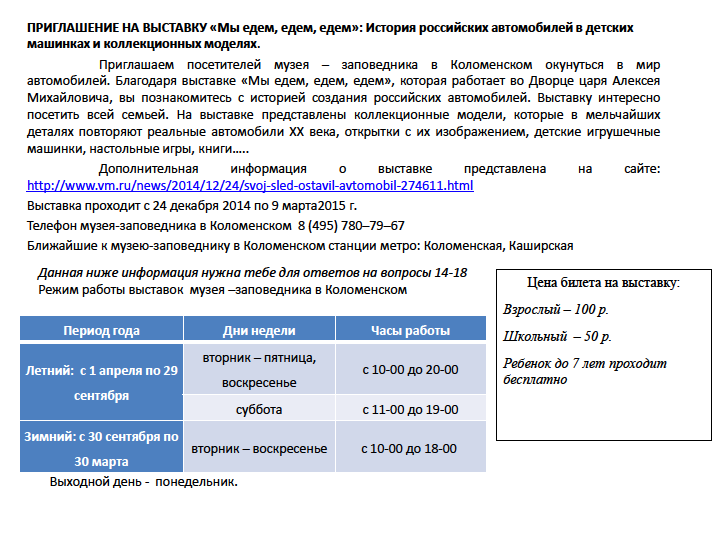 ПРИГЛАШЕНИЕ НА ВЫСТАВКУ «Мы едем, едем, едем»: История российских автомобилей в детских
машинках и коллекционных моделях.
Приглашаем посетителей музея – заповедника в Коломенском окунуться в мир
автомобилей. Благодаря выставке «Мы едем, едем, едем», которая работает во Дворце царя Алексея
Михайловича, вы познакомитесь с историей создания российских автомобилей. Выставку интересно
посетить всей семьей. На выставке представлены коллекционные модели, которые в мельчайших
деталях повторяют реальные автомобили XX века, открытки с их изображением, детские игрушечные
машинки, настольные игры, книги…..
Дополнительная информация о выставке представлена на сайте:
http://www.vm.ru/news/2014/12/24/svoj-sled-ostavil-avtomobil-274611.html
Выставка проходит с 24 декабря 2014 по 9 марта2015 г.
Телефон музея-заповедника в Коломенском 8 (495) 780–79–67
Ближайшие к музею-заповеднику в Коломенском станции метро: Коломенская, Каширская
Данная ниже информация нужна тебе для ответов на вопросы 14-18
Режим работы выставок музея –заповедника в Коломенском
Период года Дни недели Часы работы
Летний: с 1 апреля по 29
сентября
вторник – пятница,
воскресенье
с 10-00 до 20-00
суббота
с 11-00 до 19-00
Зимний: с 30 сентября по
30 марта
вторник – воскресенье
с 10-00 до 18-00
Выходной день - понедельник.
Цена билета на выставку:
Взрослый – 100 р.
Школьный – 50 р.
Ребенок до 7 лет проходит
бесплатно